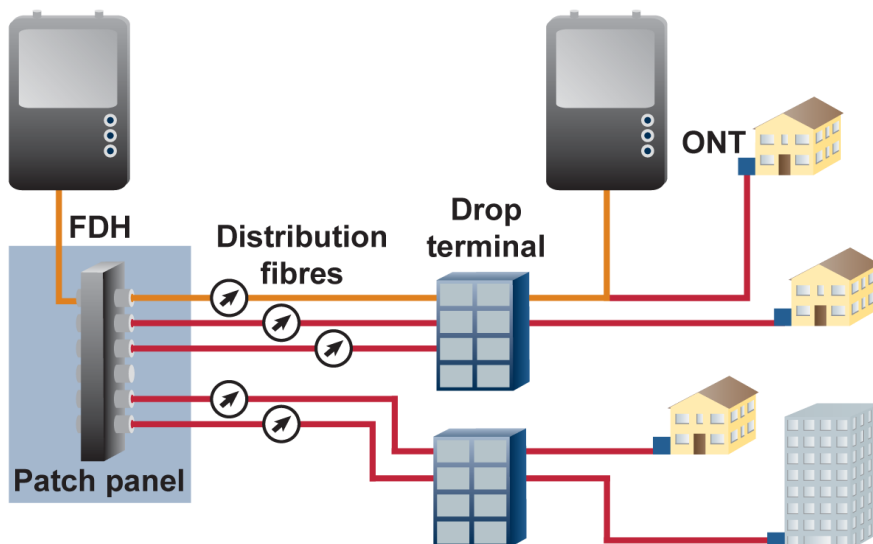 ONT
FDH
Distribution
fibres
Drop
terminal
Patch panel